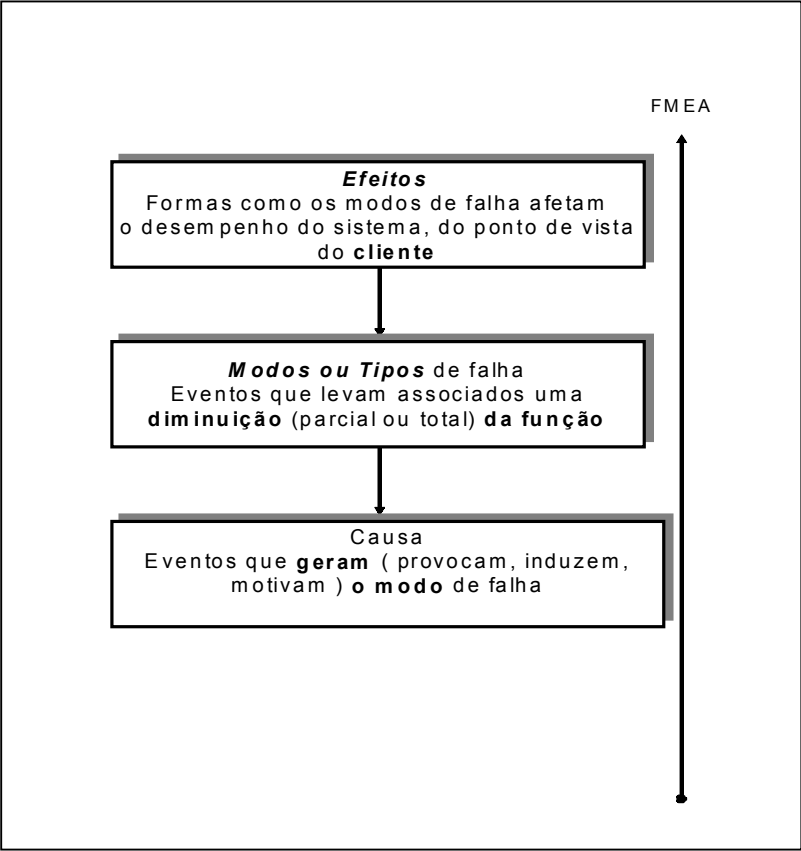 FMEA
Efeitos
Formas como os modos de falha afetam
o desempenho do sistema, do ponto de vista
do cliente
Modos ou Tipos de falha
Eventos que levam associados uma
diminuição (parcial ou total) da função
Causa
Eventos que geram ( provocam, induzem,
motivam ) o modo de falha